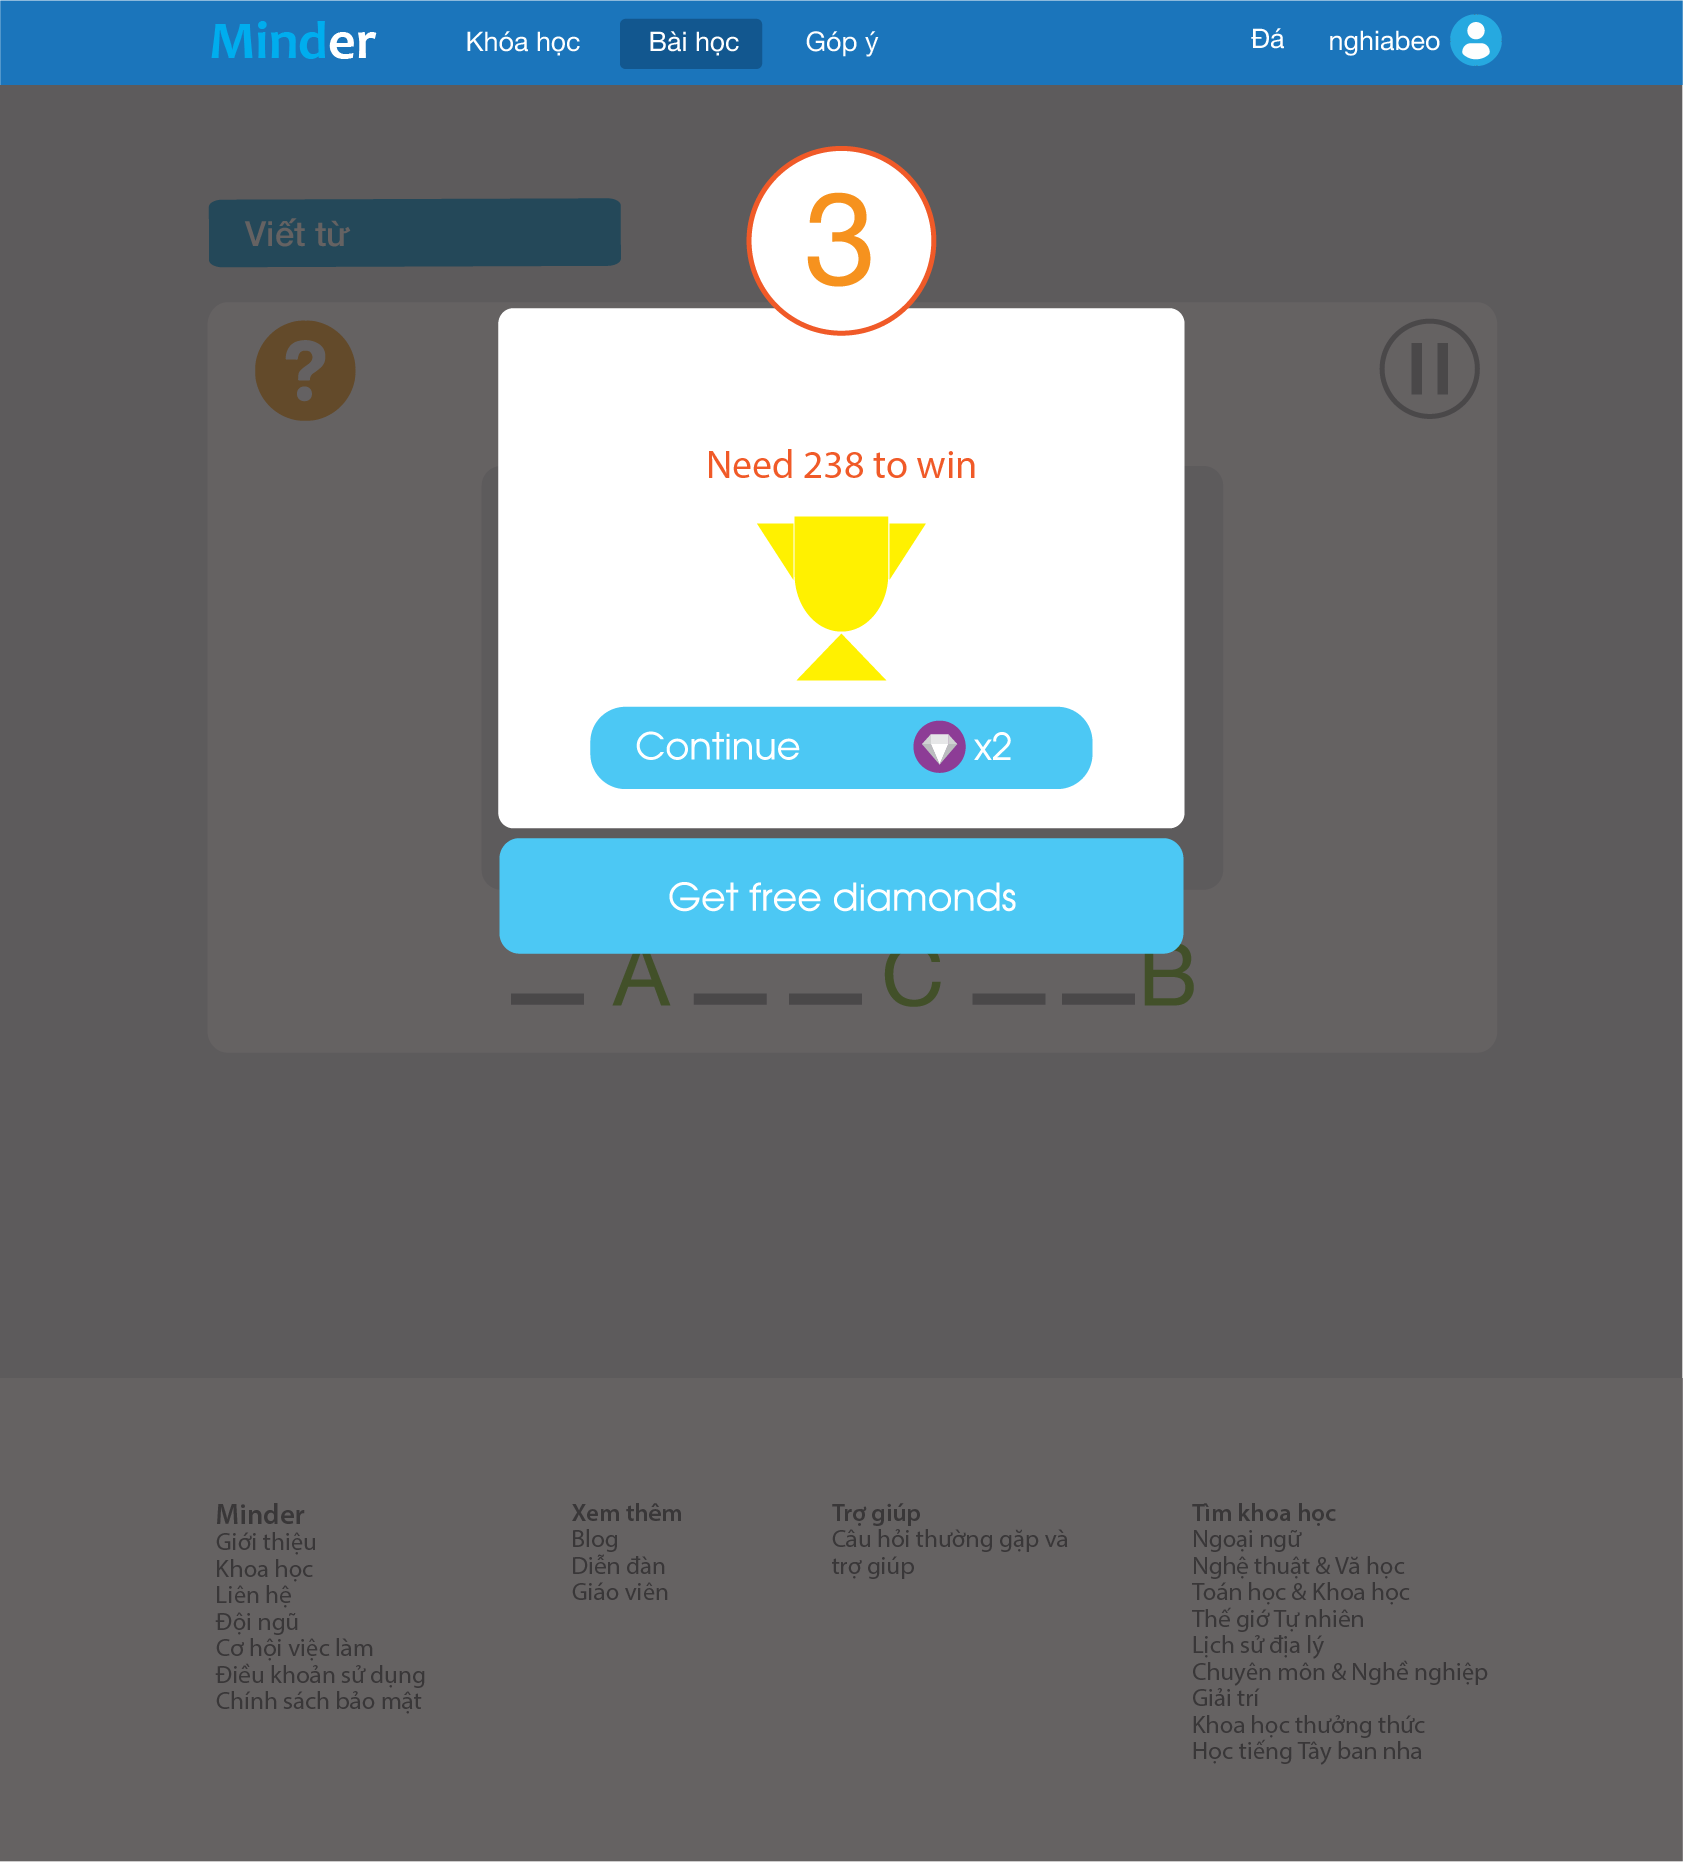 Minder
Khóa học
Bài học
Góp ý
Đá
nghiabeo
3
Viết từ
?
Need 238 to win
Continue x2
Get free diamonds
_ A _ _ C _ _ B
Minder
Giới thiệu
Khoa học
Liên hệ
Đội ngũ
Cơ hội việc làm
Điều khoản sử dụng
Chính sách bảo mật
Xem thêm
Blog
Diễn đàn
Giáo viên
Trợ giúp
Câu hỏi thường gặp và
trợ giúp
Tìm khoa học
Ngoại ngữ
Nghệ thuật & Vă học
Toán học & Khoa học
Thế giớ Tự nhiên
Lịch sử địa lý
Chuyên môn & Nghề nghiệp
Giải trí
Khoa học thưởng thức
Học tiếng Tây ban nha